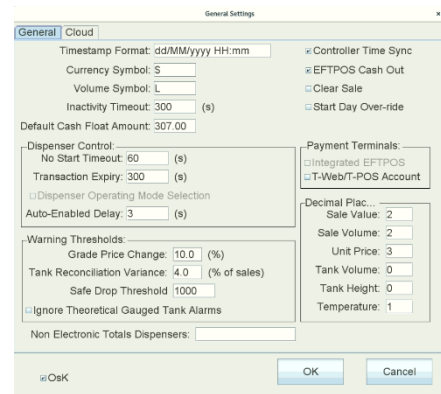 General Settings
×
General Cloud
Timestamp Format: dd/MM/yyyy HH:mm
Currency Symbol: $
Volume Symbol: L
Inactivity Timeout: 300 (s)
Default Cash Float Amount: 307.00
Controller Time Sync
EFTPOS Cash Out
Clear Sale
Start Day Over-ride
Dispenser Control:
No Start Timeout: 60 (s)
Transaction Expiry: 300 (s)
Dispenser Operating Mode Selection
Auto-Enabled Delay: 3 (s)
Payment Terminals:
Integrated EFTPOS
T-Web/T-POS Account
Warning Thresholds:
Grade Price Change: 10.0 (%)
Tank Reconciliation Variance: 4.0 (% of sales)
Safe Drop Threshold 1000
Ignore Theoretical Gauged Tank Alarms
Decimal Plac...
Sale Value: 2
Sale Volume: 2
Unit Price: 3
Tank Volume: 0
Tank Height: 0
Temperature: 1
Non Electronic Totals Dispensers:
OsK
OK
Cancel